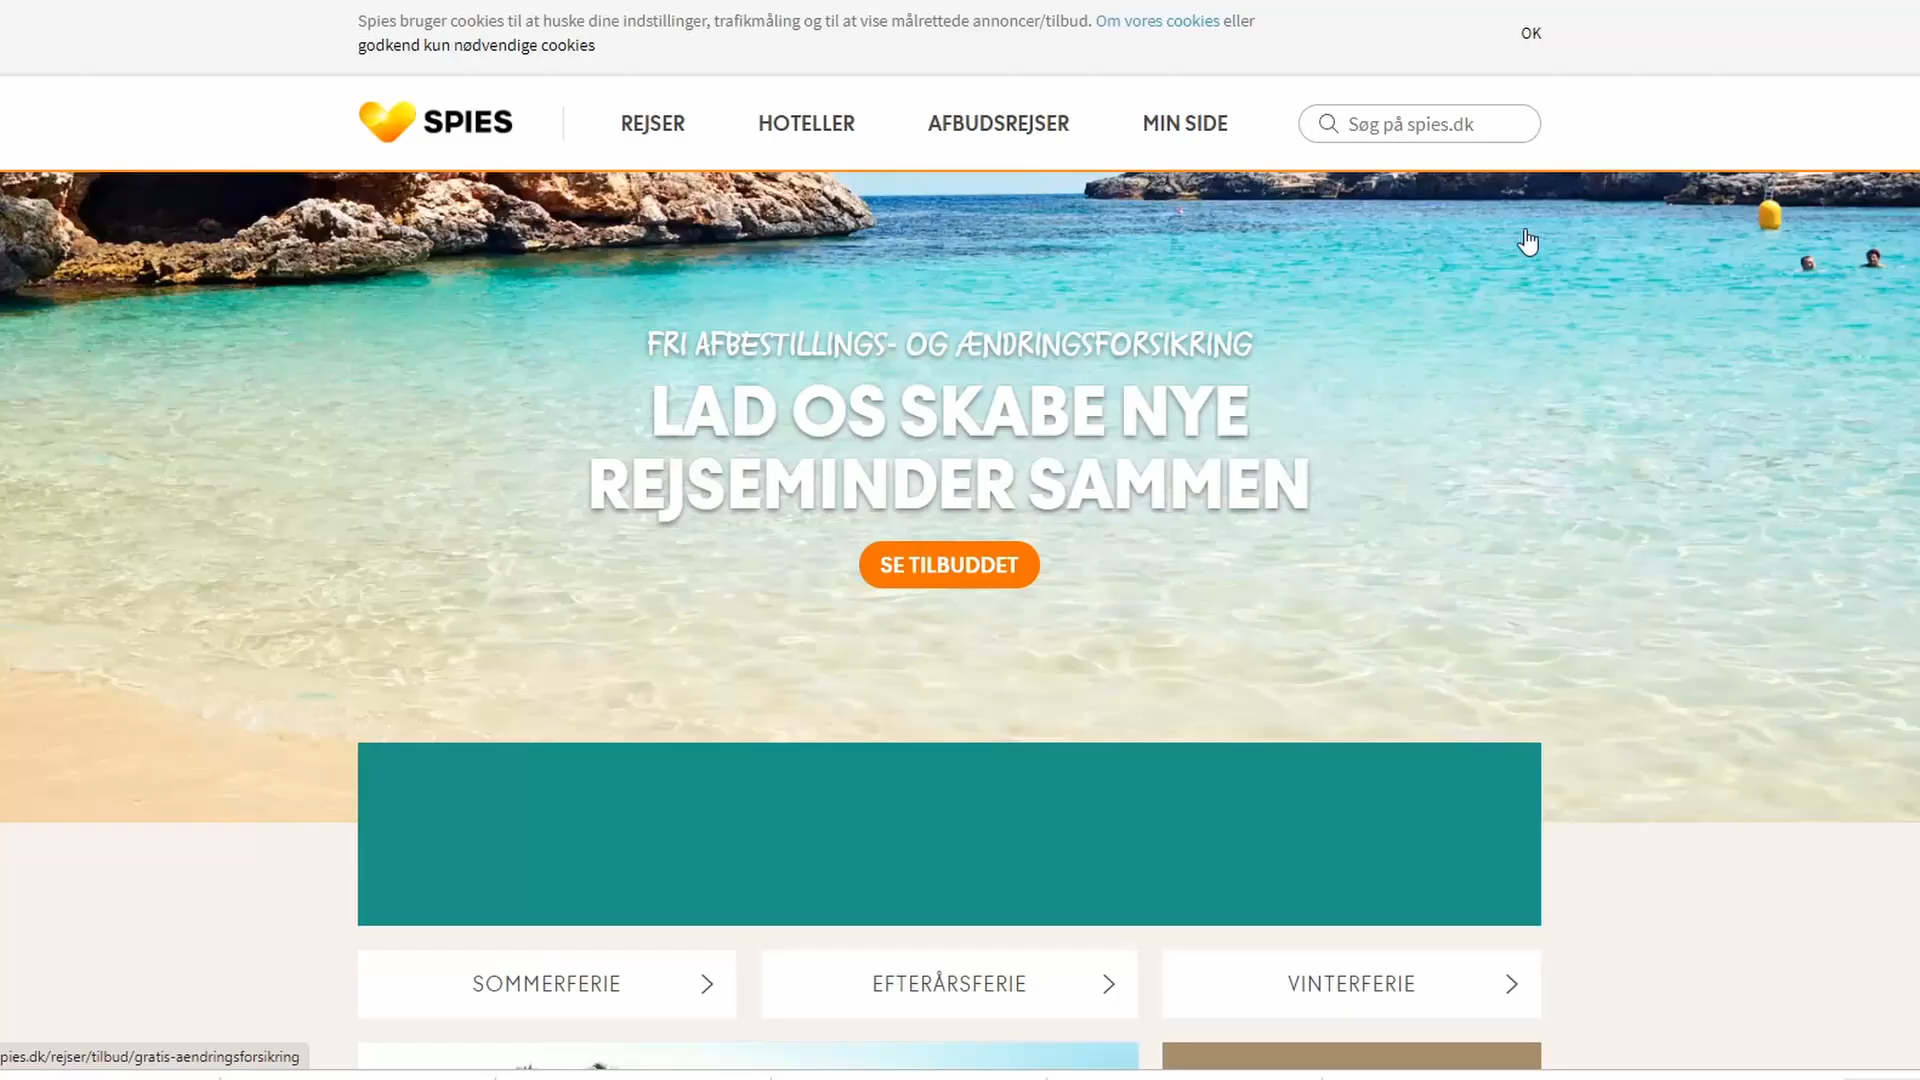 Spies bruger cookies til at huske dine indstillinger, trafikmåling og til at vise målrettede annoncer/tilbud. Om vores cookies eller
godkend kun nødvendige cookies
OK
SPIES
REJSER
HOTELLER
AFBUDSREJSER
MIN SIDE
Søg på spies.dk
FRI AFBESTILLINGS- OG ÆNDRINGSFORSIKRING
LAD OS SKABE NYE
REJSEMINDER SAMMEN
SE TILBUDDET
SOMMERFERIE
EFTERÅRSFERIE
VINTERFERIE
pies.dk/rejser/tilbud/gratis-aendringsforsikring